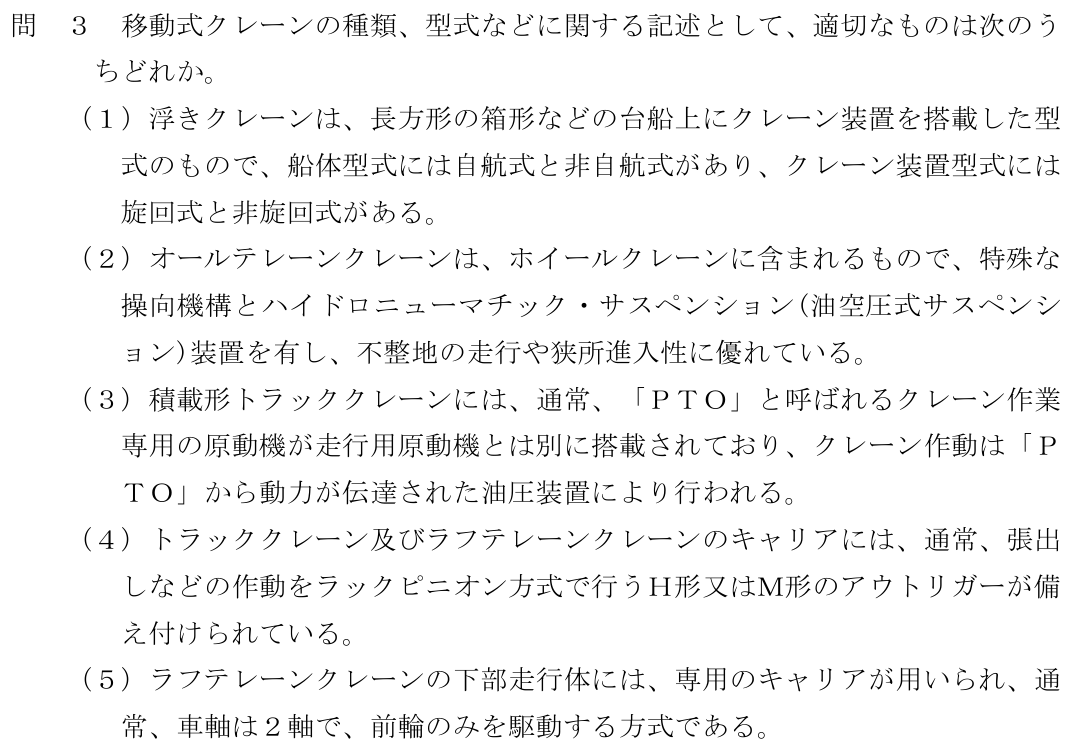 問　３　移動式クレーンの種類、型式などに関する記述として、適切なものは次のう
ちどれか。
（１）浮きクレーンは、長方形の箱形などの台船上にクレーン装置を搭載した型
式のもので、船体型式には自航式と非自航式があり、クレーン装置型式には
旋回式と非旋回式がある。
（２）オールテレーンクレーンは、ホイールクレーンに含まれるもので、特殊な
操向機構とハイドロニューマチック・サスペンション(油空圧式サスペンシ
ョン)装置を有し、不整地の走行や狭所進入性に優れている。
（３）積載形トラッククレーンには、通常、「ＰＴＯ」と呼ばれるクレーン作業
専用の原動機が走行用原動機とは別に搭載されており、クレーン作動は「Ｐ
ＴＯ」から動力が伝達された油圧装置により行われる。
（４）トラッククレーン及びラフテレーンクレーンのキャリアには、通常、張出
しなどの作動をラックピニオン方式で行うＨ形又はM形のアウトリガーが備
え付けられている。
（５）ラフテレーンクレーンの下部走行体には、専用のキャリアが用いられ、通
常、車軸は２軸で、前輪のみを駆動する方式である。